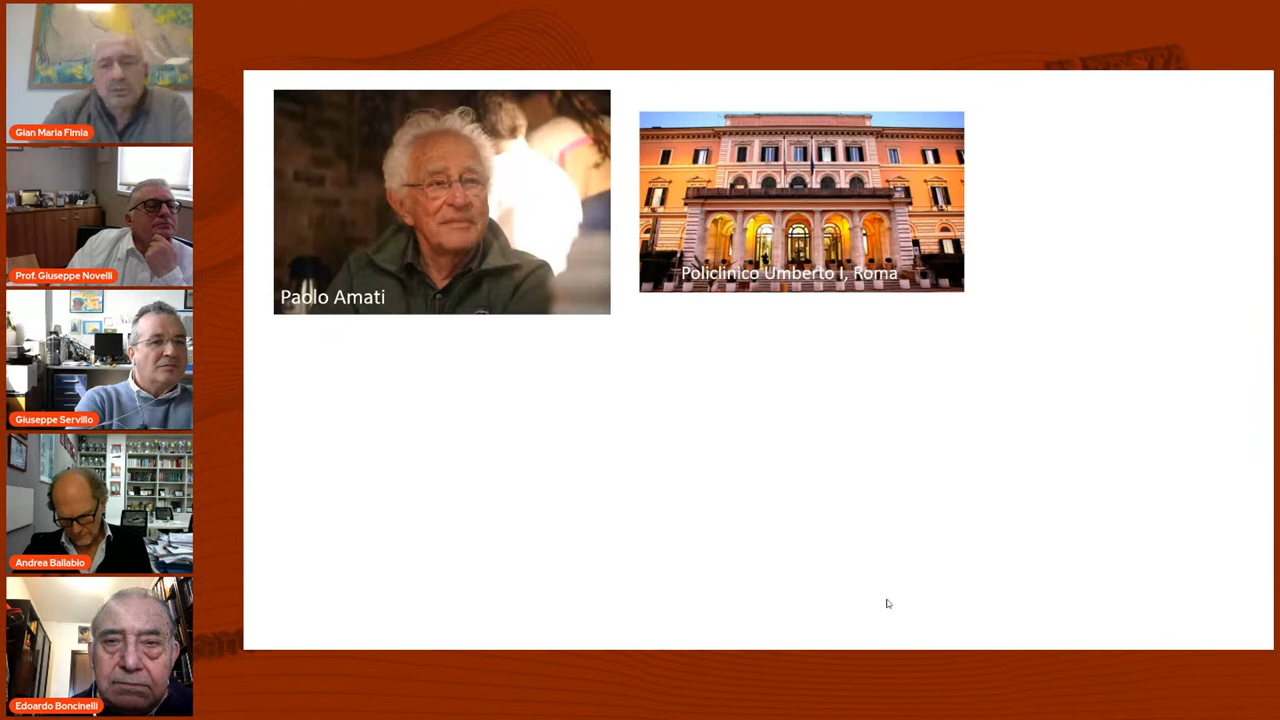 Gian Maria Fimia
Prof. Giuseppe Novelli
Giuseppe Servillo
Andrea Ballabio
Edoardo Boncinelli
Paolo Amati
Policlinico Umberto I, Roma